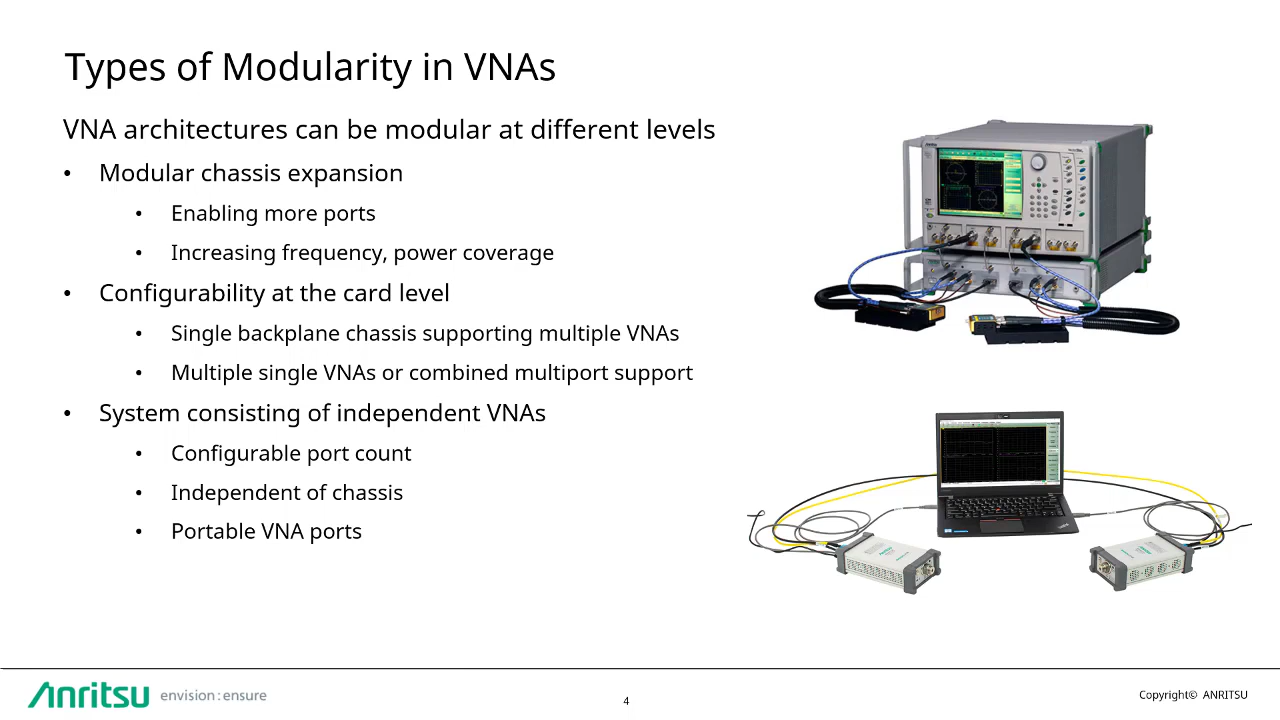 Types of Modularity in VNAs
VNA architectures can be modular at different levels
• Modular chassis expansion
• Enabling more ports
• Increasing frequency, power coverage
• Configurability at the card level
• Single backplane chassis supporting multiple VNAs
• Multiple single VNAs or combined multiport support
• System consisting of independent VNAs
• Configurable port count
• Independent of chassis
• Portable VNA ports
Anritsu envision : ensure
4
Copyright© ANRITSU